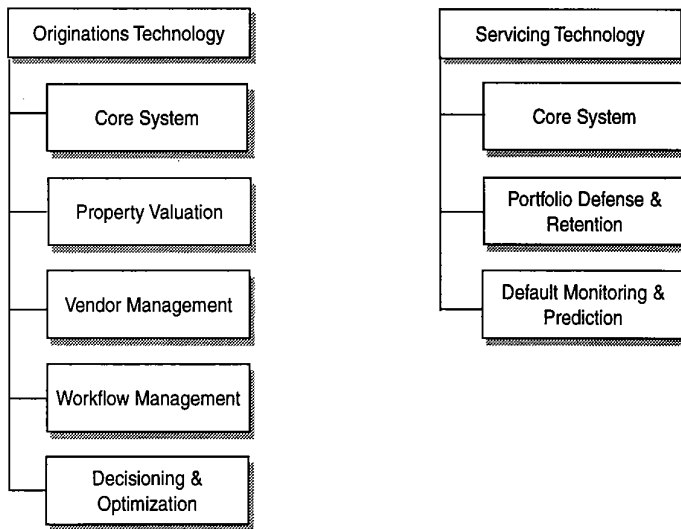 Originations Technology
Core System
Property Valuation
Vendor Management
Workflow Management
Decisioning &
Optimization
Servicing Technology
Core System
Portfolio Defense &
Retention
Default Monitoring &
Prediction